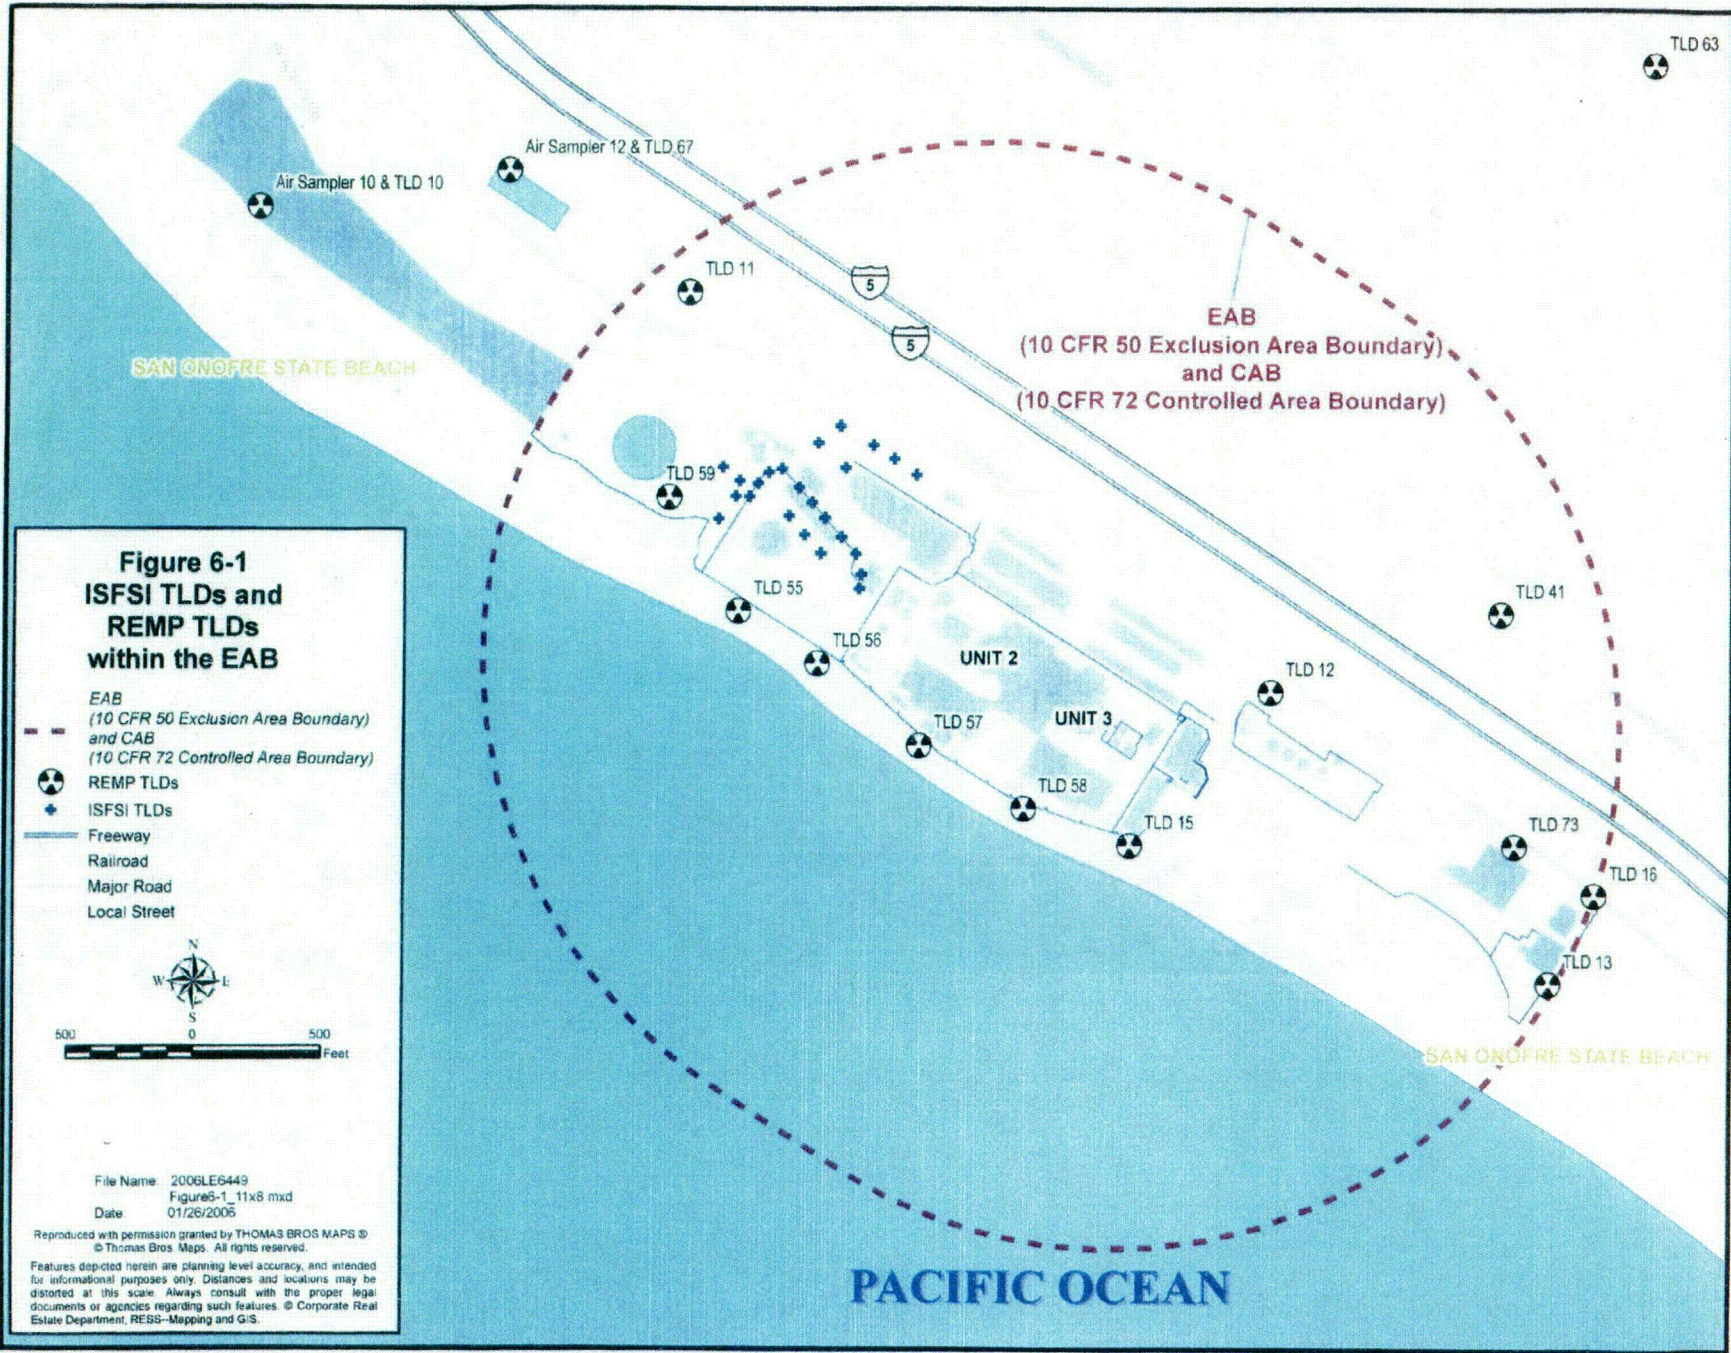 TLD 63
Air Sampler 12 & TLD 67
Air Sampler 10 & TLD 10
TLD 11
5
5
EAB
(10 CFR 50 Exclusion Area Boundary)
and CAB
(10 CFR 72 Controlled Area Boundary)
SAN ONOFRE STATE BEACH
TLD 59
TLD 55
TLD 56
UNIT 2
TLD 57
UNIT 3
TLD 58
TLD 15
TLD 12
TLD 41
TLD 73
TLD 16
TLD 13
SAN ONOFRE STATE BEACH
PACIFIC OCEAN
Figure 6-1
ISFSI TLDs and
REMP TLDs
within the EAB
EAB
(10 CFR 50 Exclusion Area Boundary)
and CAB
(10 CFR 72 Controlled Area Boundary)
REMP TLDs
ISFSI TLDs
Freeway
Railroad
Major Road
Local Street
N
W E
S
500 0 500
Feet
File Name: 2006LE6449
Figure6-1_11x8 mxd
Date 01/26/2006
Reproduced with permission granted by THOMAS BROS MAPS ®
© Thomas Bros. Maps. All rights reserved.
Features depicted herein are planning level accuracy, and intended
for informational purposes only. Distances and locations may be
distorted at this scale. Always consult with the proper legal
documents or agencies regarding such features. © Corporate Real
Estate Department, RESS--Mapping and GIS.